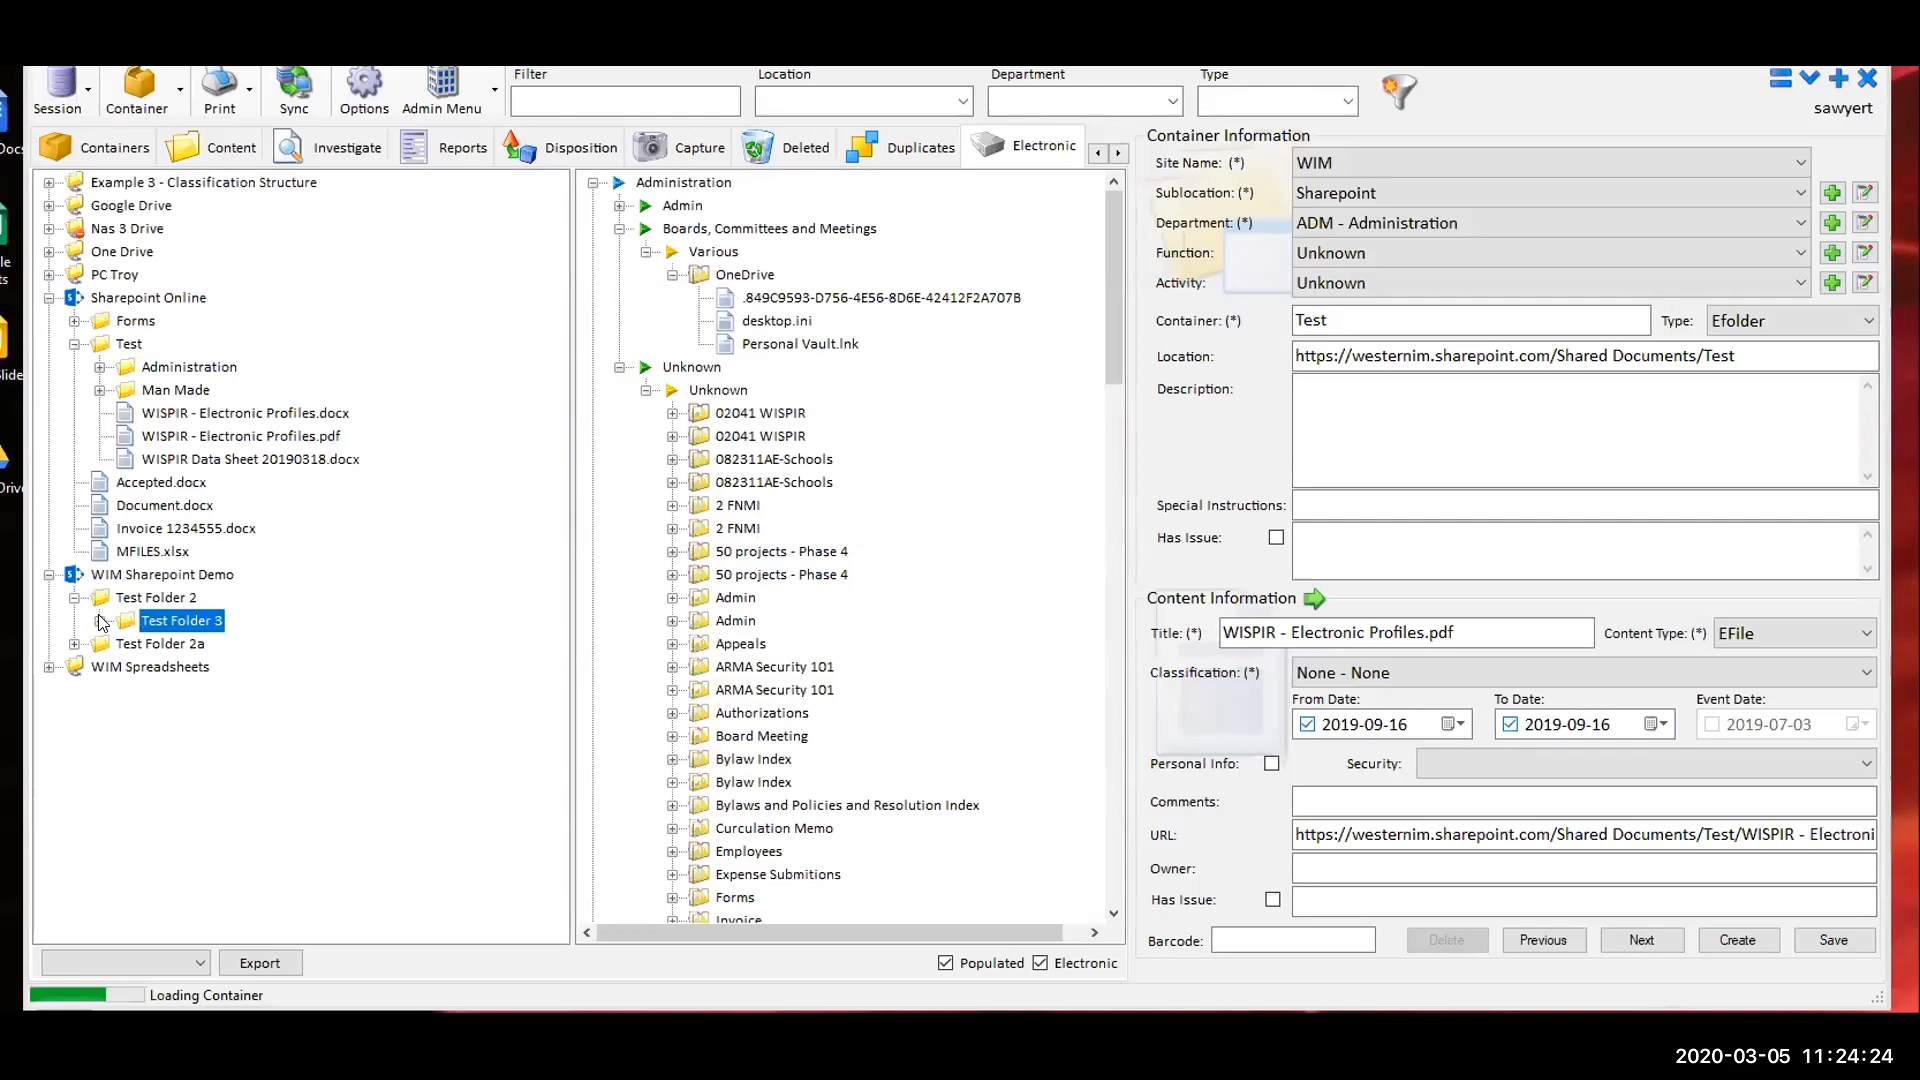 Session
Container
Print
Sync
Options
Admin Menu
Filter
Location
Department
Type
sawyert
Containers
Content
Investigate
Reports
Disposition
Capture
Deleted
Duplicates
Electronic
Example 3 - Classification Structure
Google Drive
Nas 3 Drive
One Drive
PC Troy
Sharepoint Online
Forms
Test
Administration
Man Made
WISPIR - Electronic Profiles.docx
WISPIR - Electronic Profiles.pdf
WISPIR Data Sheet 20190318.docx
Accepted.docx
Document.docx
Invoice 1234555.docx
MFILES.xlsx
WIM Sharepoint Demo
Test Folder 2
Test Folder 3
Test Folder 2a
WIM Spreadsheets
Administration
Admin
Boards, Committees and Meetings
Various
OneDrive
.849C9593-D756-4E56-8D6E-42412F2A707B
desktop.ini
Personal Vault.lnk
Unknown
Unknown
02041 WISPIR
02041 WISPIR
082311AE-Schools
082311AE-Schools
2 FNMI
2 FNMI
50 projects - Phase 4
50 projects - Phase 4
Admin
Admin
Appeals
ARMA Security 101
ARMA Security 101
Authorizations
Board Meeting
Bylaw Index
Bylaw Index
Bylaws and Policies and Resolution Index
Curculation Memo
Employees
Expense Submitions
Forms
Invoice
Container Information
Site Name: (*) WIM
Sublocation: (*) Sharepoint
Department: (*) ADM - Administration
Function: Unknown
Activity: Unknown
Container: (*) Test Type: Efolder
Location: https://westernim.sharepoint.com/Shared Documents/Test
Description:
Special Instructions:
Has Issue:
Content Information
Title: (*) WISPIR - Electronic Profiles.pdf Content Type: (*) EFile
Classification: (*) None - None
From Date: To Date: Event Date:
2019-09-16 2019-09-16 2019-07-03
Personal Info: Security:
Comments:
URL: https://westernim.sharepoint.com/Shared Documents/Test/WISPIR - Electroni
Owner:
Has Issue:
Barcode: Delete Previous Next Create Save
Export
Populated Electronic
Loading Container
2020-03-05 11:24:24